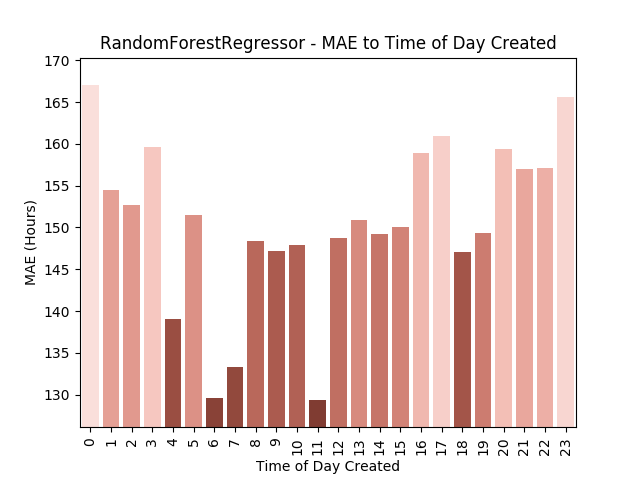 RandomForestRegressor - MAE to Time of Day Created
170
165
160
155
150
145
140
135
130
MAE (Hours)
0 1 2 3 4 5 6 7 8 9 10 11 12 13 14 15 16 17 18 19 20 21 22 23
Time of Day Created